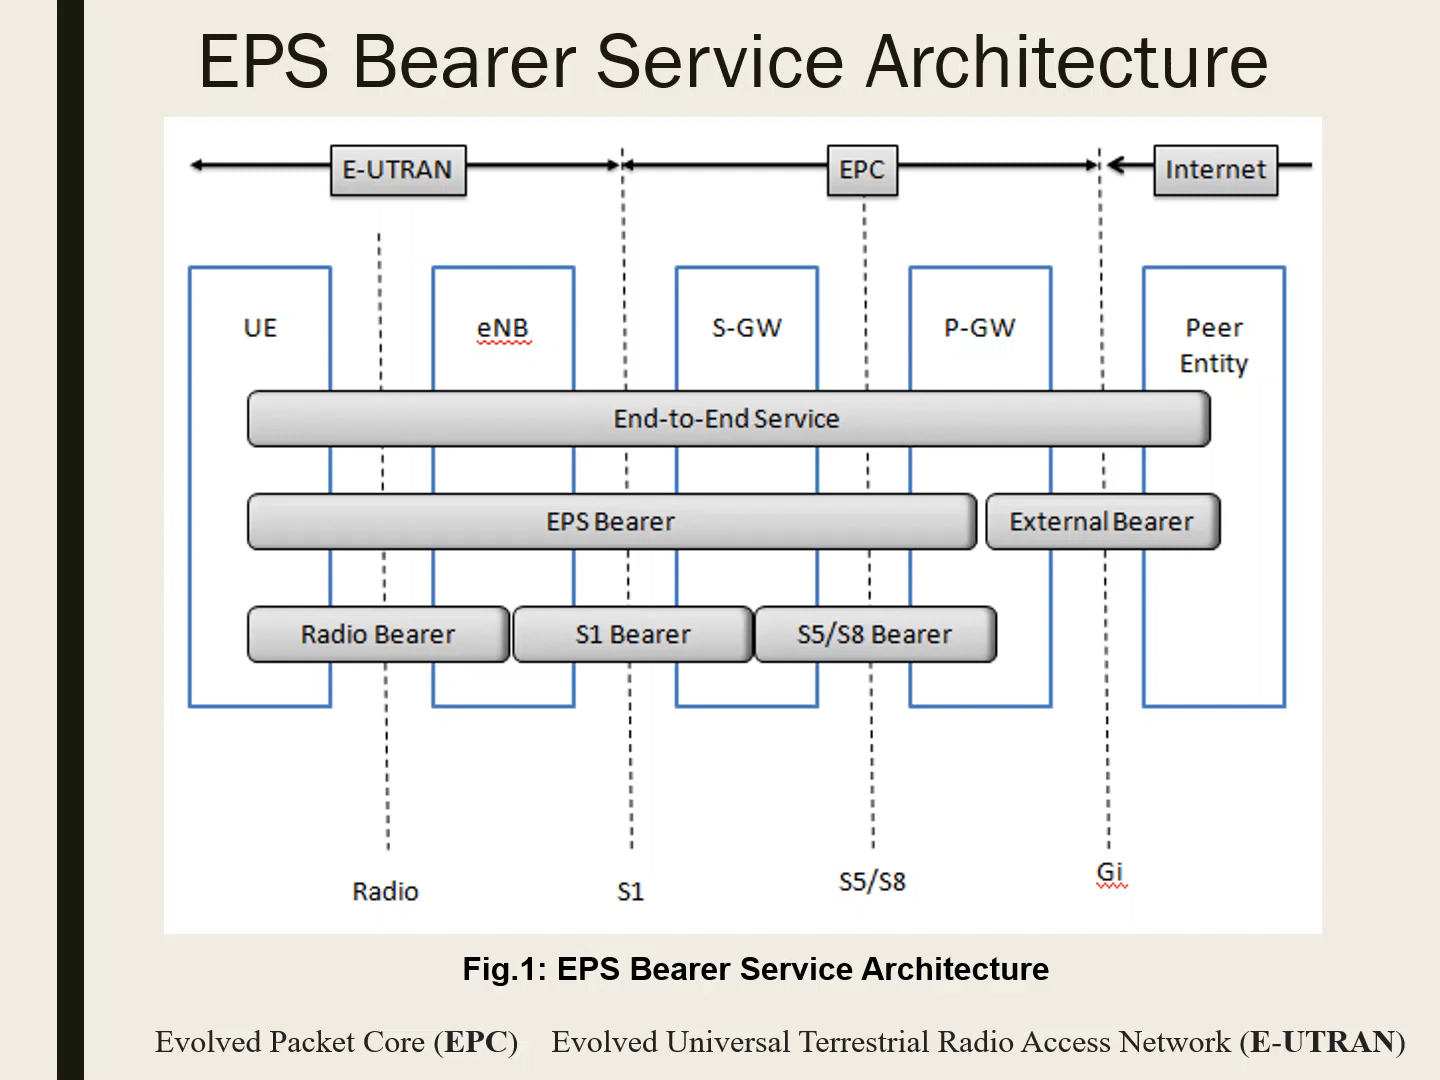 EPS Bearer Service Architecture
E-UTRAN
EPC
Internet
UE
eNB
S-GW
P-GW
Peer
Entity
End-to-End Service
EPS Bearer
External Bearer
Radio Bearer
S1 Bearer
S5/S8 Bearer
Radio
S1
S5/S8
Gi
Fig.1: EPS Bearer Service Architecture
Evolved Packet Core (EPC) Evolved Universal Terrestrial Radio Access Network (E-UTRAN)